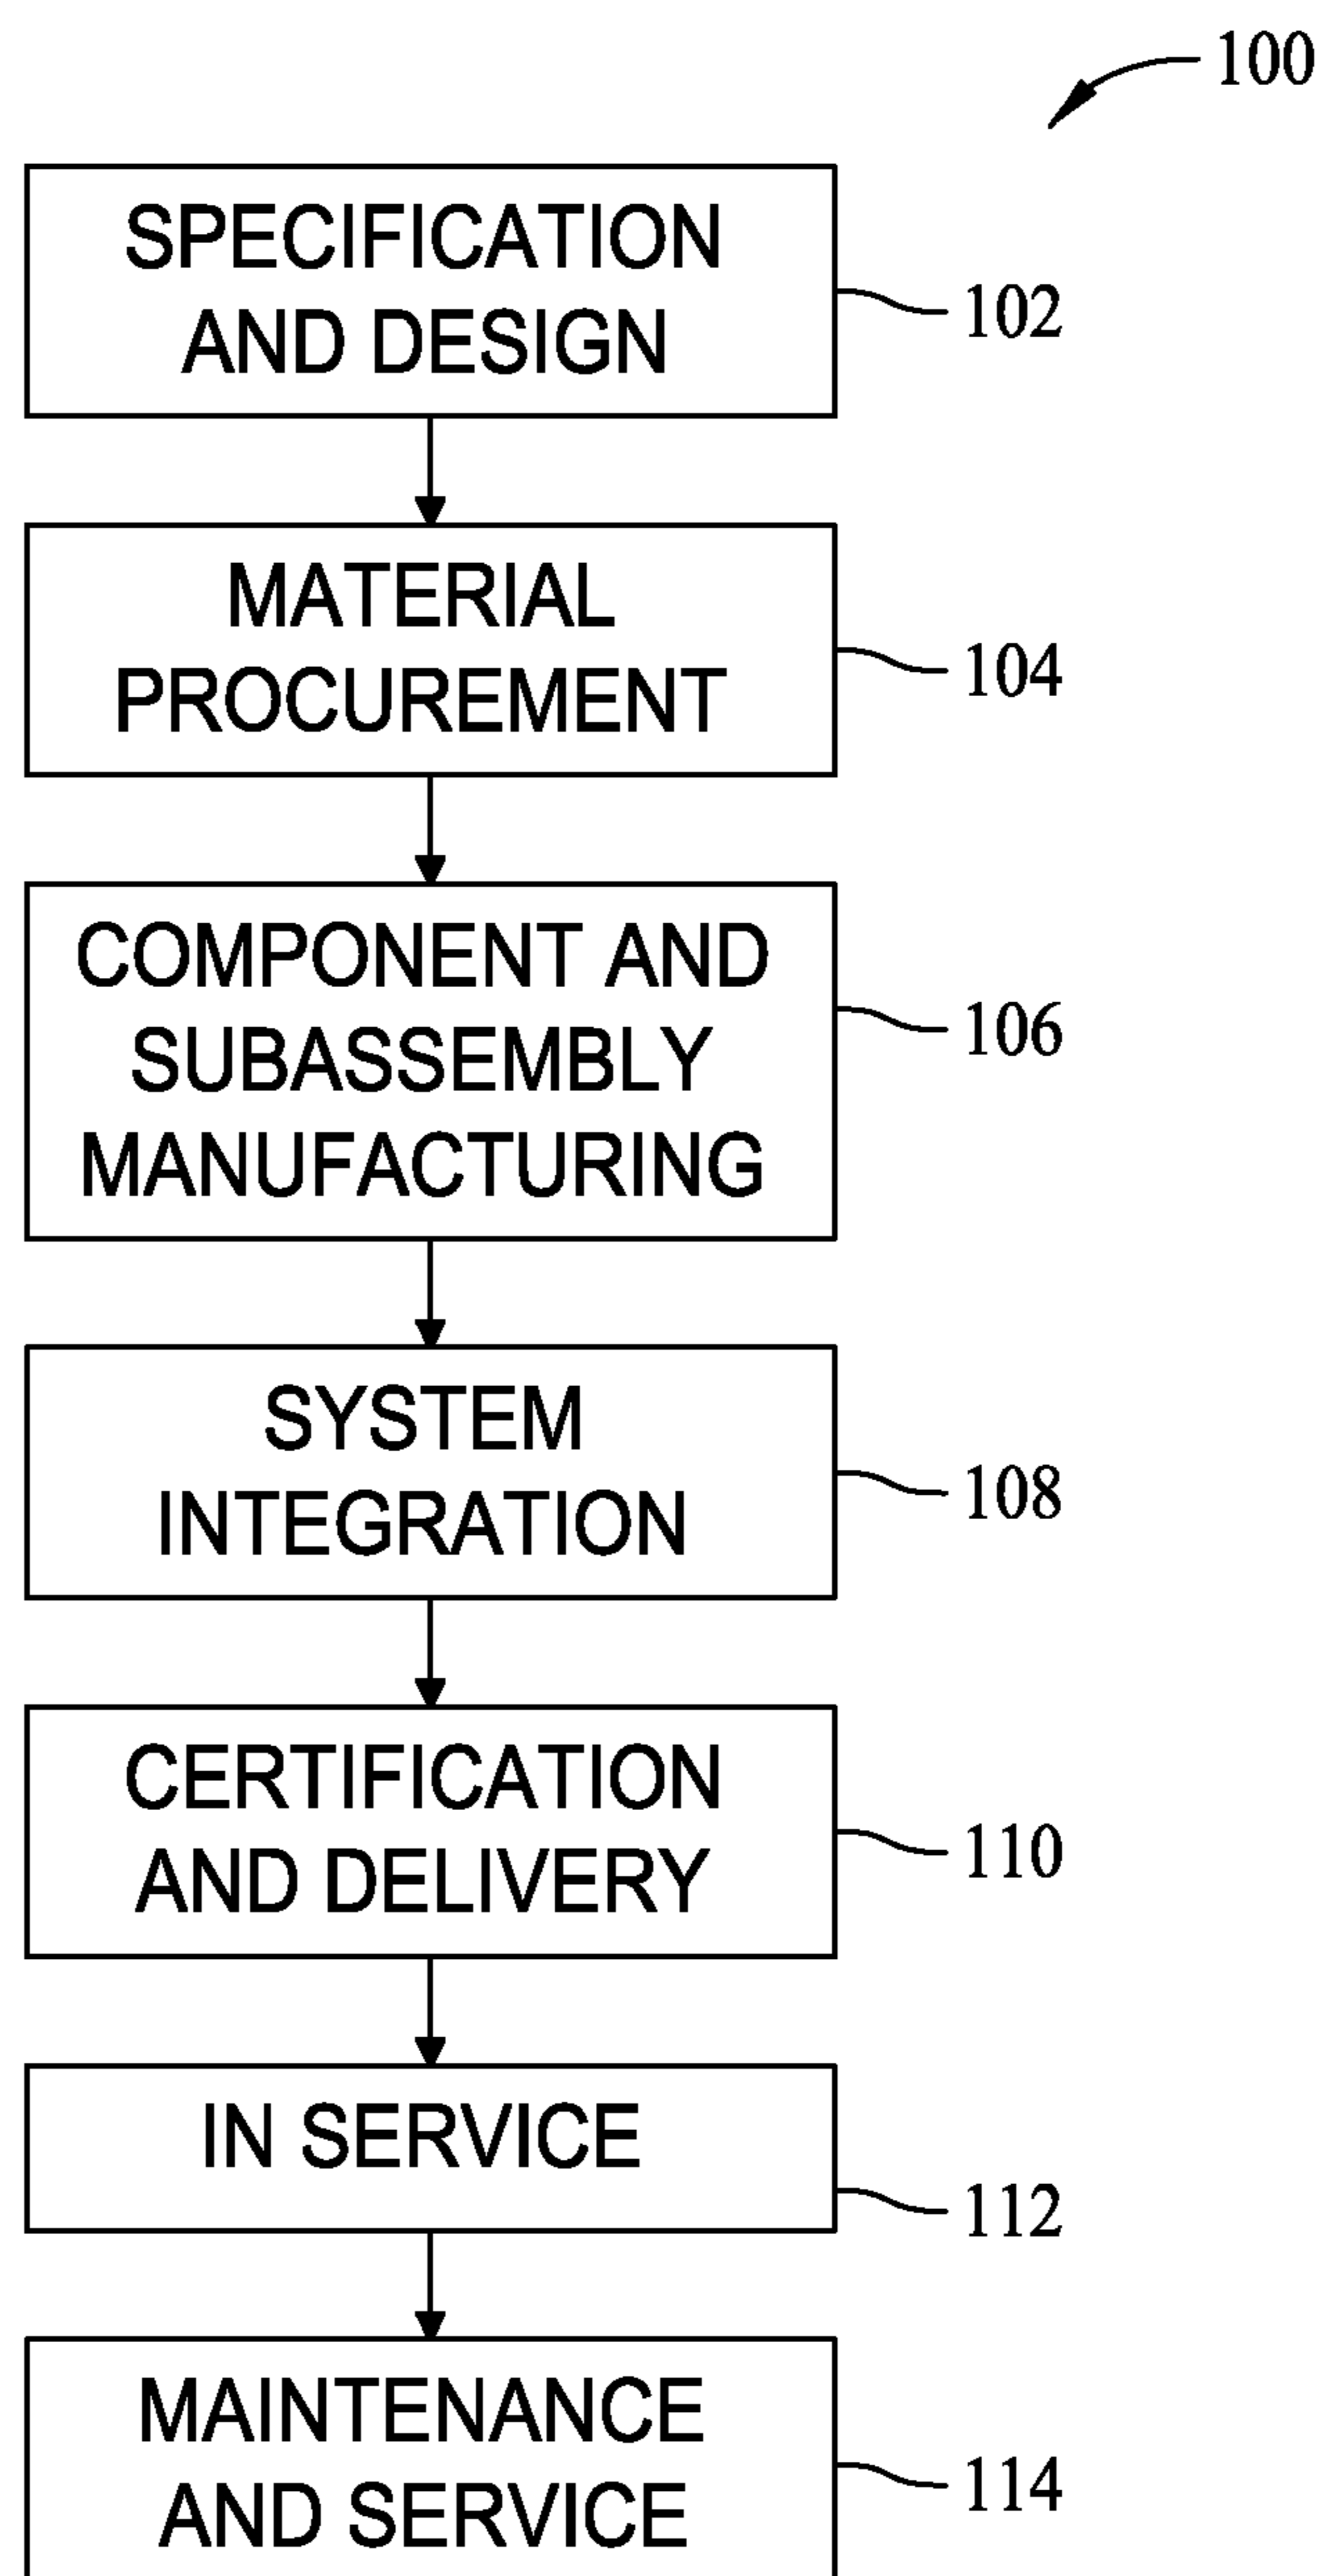 100
SPECIFICATION
AND DESIGN
102
MATERIAL
PROCUREMENT
104
COMPONENT AND
SUBASSEMBLY
MANUFACTURING
106
SYSTEM
INTEGRATION
108
CERTIFICATION
AND DELIVERY
110
IN SERVICE
112
MAINTENANCE
AND SERVICE
114